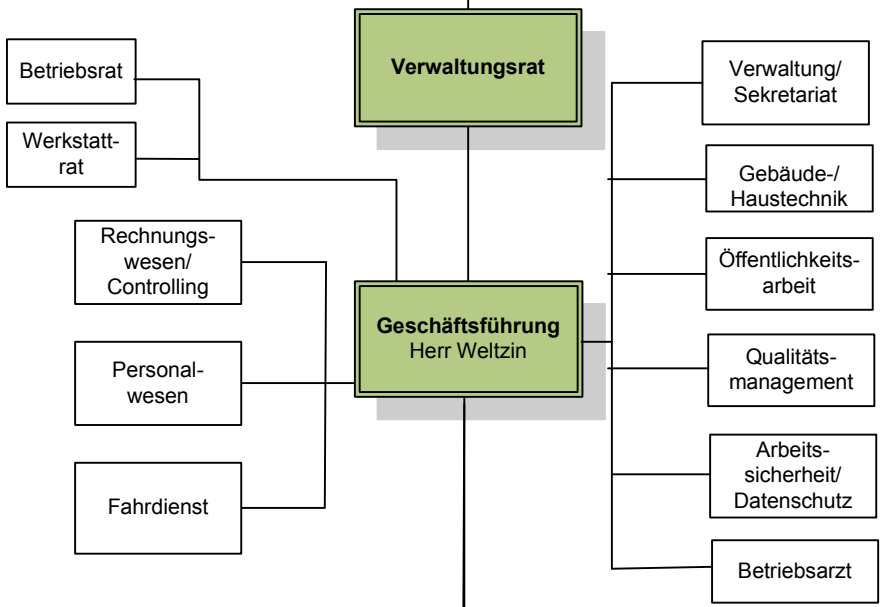 Verwaltungsrat
Betriebsrat
Werkstatt-
rat
Rechnungs-
wesen/
Controlling
Personal-
wesen
Fahrdienst
Geschäftsführung
Herr Weltzin
Verwaltung/
Sekretariat
Gebäude-/
Haustechnik
Öffentlichkeits-
arbeit
Qualitäts-
management
Arbeits-
sicherheit/
Datenschutz
Betriebsarzt